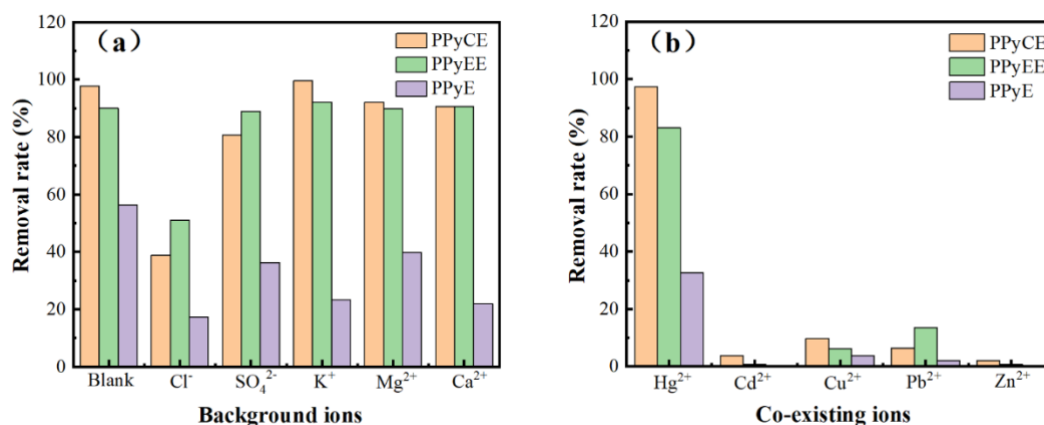 (a)
PPyCE
PPyEE
PPyE
Removal rate (%)
120
100
80
60
40
20
0
Blank Cl⁻ SO₄²⁻ K⁺ Mg²⁺ Ca²⁺
Background ions
(b)
PPyCE
PPyEE
PPyE
Removal rate (%)
120
100
80
60
40
20
0
Hg²⁺ Cd²⁺ Cu²⁺ Pb²⁺ Zn²⁺
Co-existing ions